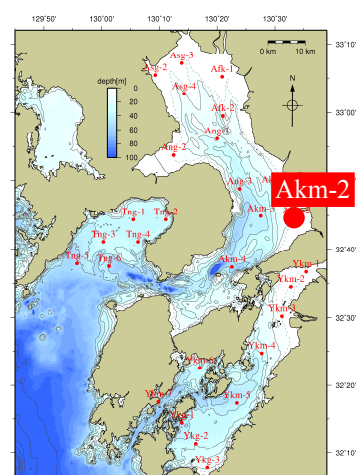 129°50' 130°00' 130°10' 130°20' 130°30'
33°10'
0 km 10 km
Asg-3
Asg-2
Afk-1
depth[m]
0
20
40
60
80
100
Asg-4
N
33°00'
Afk-2
Ang-1
Ang-2
Ang-3
Akm-2
Akm-3
Tng-1 Tng-2
Tng-3 Tng-4
32°40'
Tng-5 Tng-6
Akm-4
Ykm-1
Ykm-2
Ykm-3
32°30'
Ykm-4
Ykm-6
32°20'
Ykm-5
Ykg-2
32°10'
Ykg-3